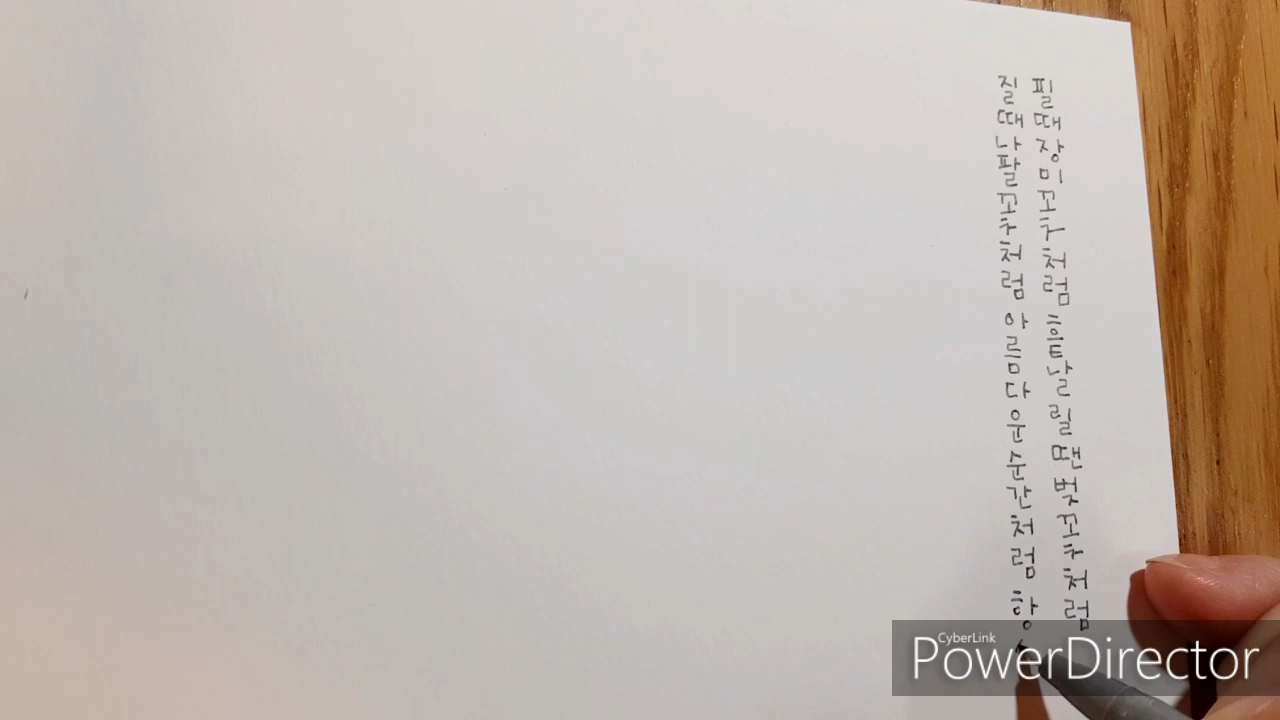 필때 장미꽃처럼 흩날릴땐 벚꽃처럼
질때 나팔꽃처럼 아름다운 순간처럼 항
CyberLink
PowerDirector